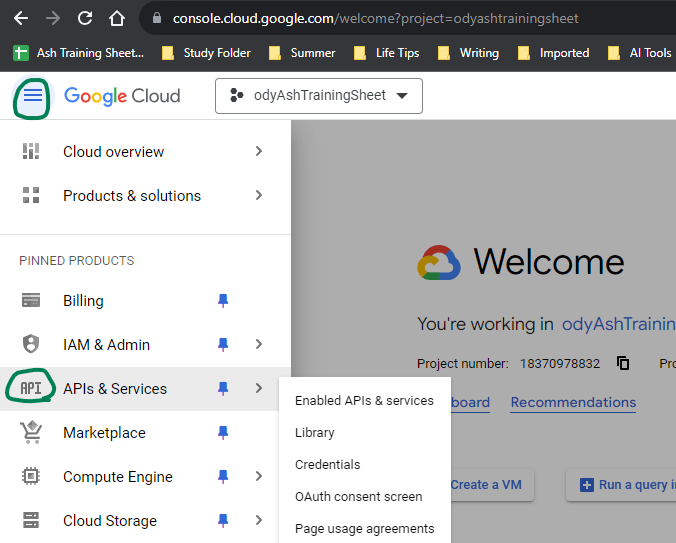 console.cloud.google.com/welcome?project=odyashtrainingsheet
Ash Training Sheet... Study Folder Summer Life Tips Writing Imported AI Tools
Google Cloud odyAshTrainingSheet
Cloud overview
Products & solutions
PINNED PRODUCTS
Billing
IAM & Admin
API APIs & Services
Marketplace
Compute Engine
Cloud Storage
Enabled APIs & services
Library
Credentials
OAuth consent screen
Page usage agreements
Welcome
You're working in odyAshTrainin
Project number: 18370978832
board Recommendations
Create a VM Run a query in